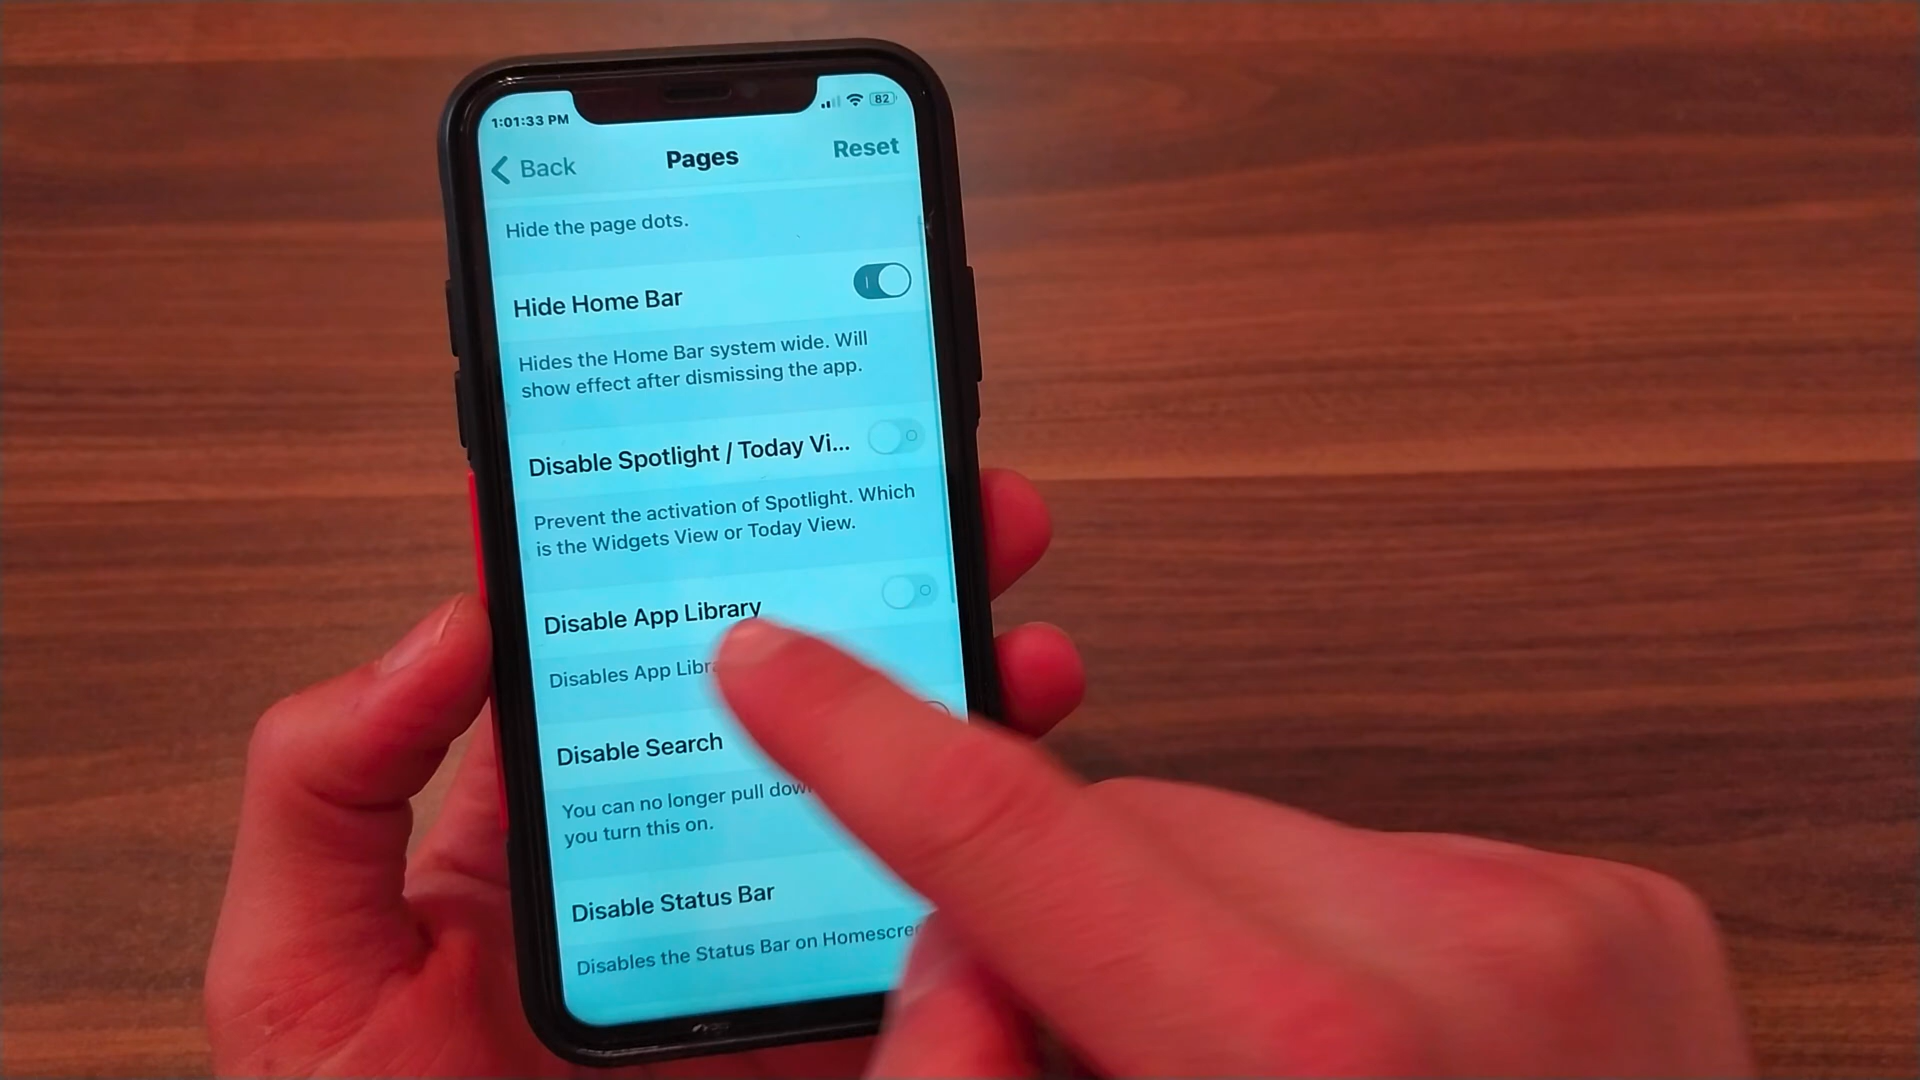 1:01:33 PM
82
Back
Pages
Reset
Hide the page dots.
Hide Home Bar
Hides the Home Bar system wide. Will
show effect after dismissing the app.
Disable Spotlight / Today Vi...
Prevent the activation of Spotlight. Which
is the Widgets View or Today View.
Disable App Library
Disables App
Disable Search
You can no longer pull
you turn this on.
Disable Status Bar
Disables the Status Bar on